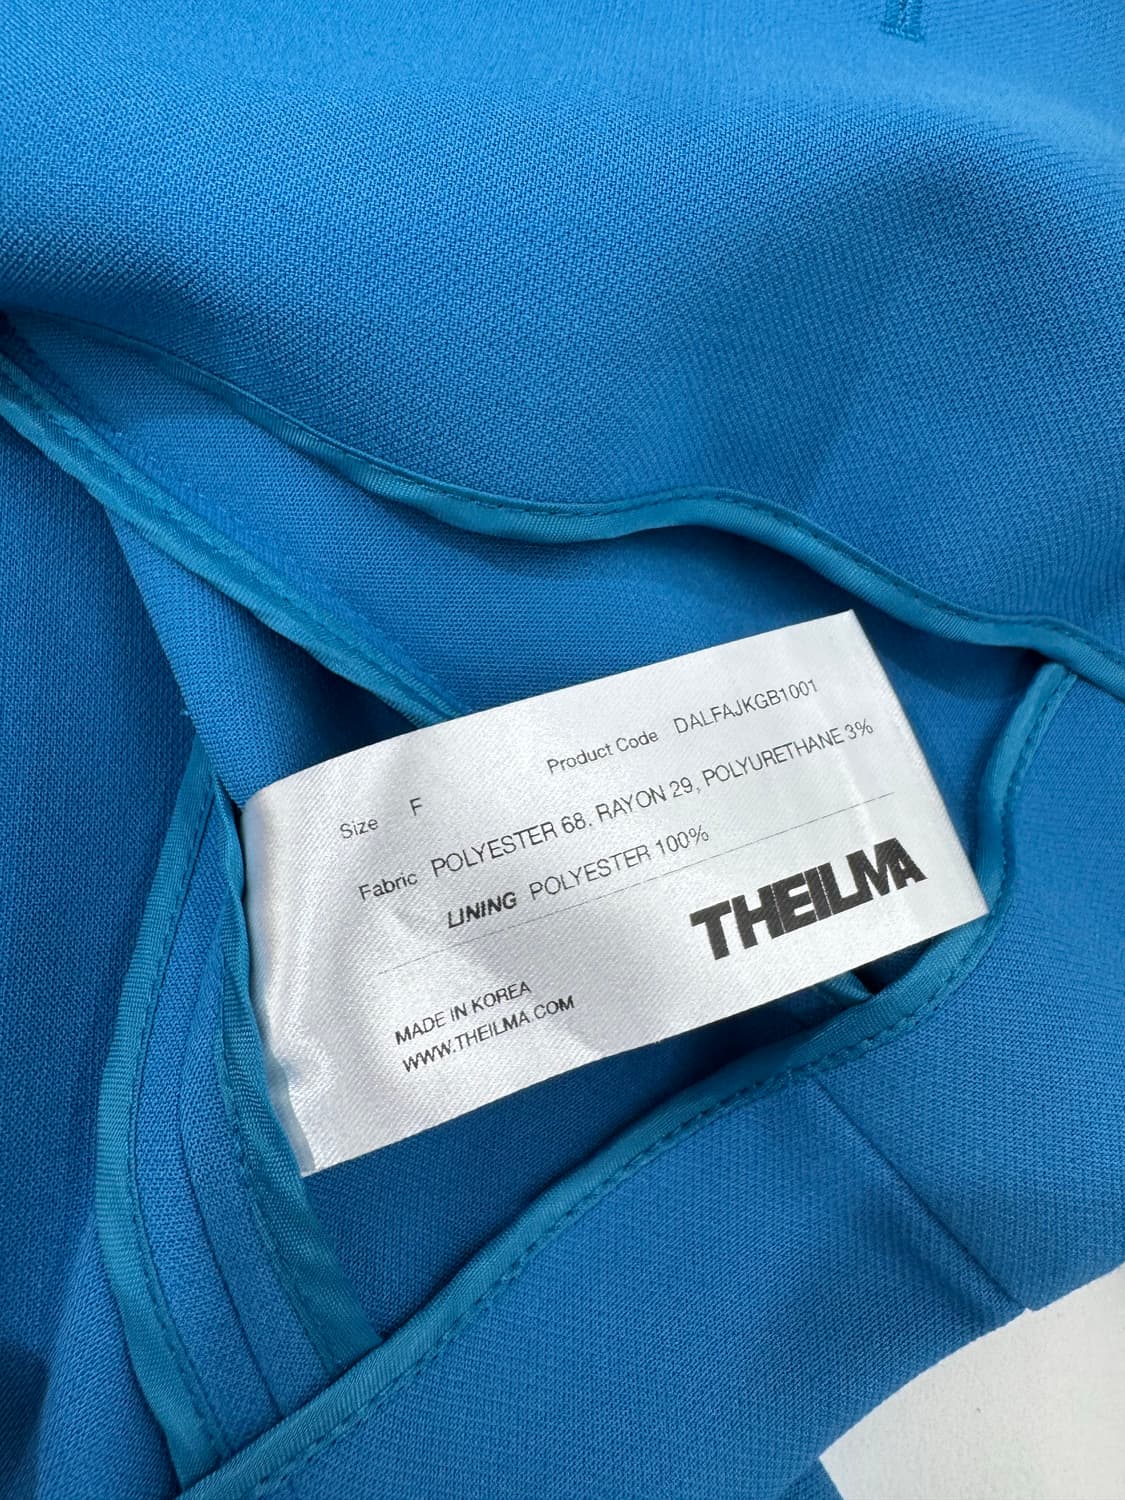 Product Code DALFAJKGB1001
Size F
Fabric POLYESTER 68. RAYON 29, POLYURETHANE 3%
LINING POLYESTER 100%
THEILMA
MADE IN KOREA
WWW.THEILMA.COM